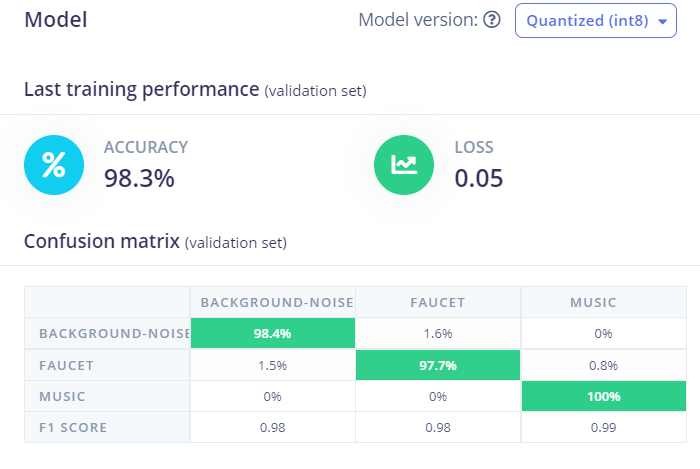 Model
Model version: ? Quantized (int8)
Last training performance (validation set)
% ACCURACY 98.3%
LOSS 0.05
Confusion matrix (validation set)
BACKGROUND-NOISE FAUCET MUSIC
BACKGROUND-NOISE 98.4% 1.6% 0%
FAUCET 1.5% 97.7% 0.8%
MUSIC 0% 0% 100%
F1 SCORE 0.98 0.98 0.99